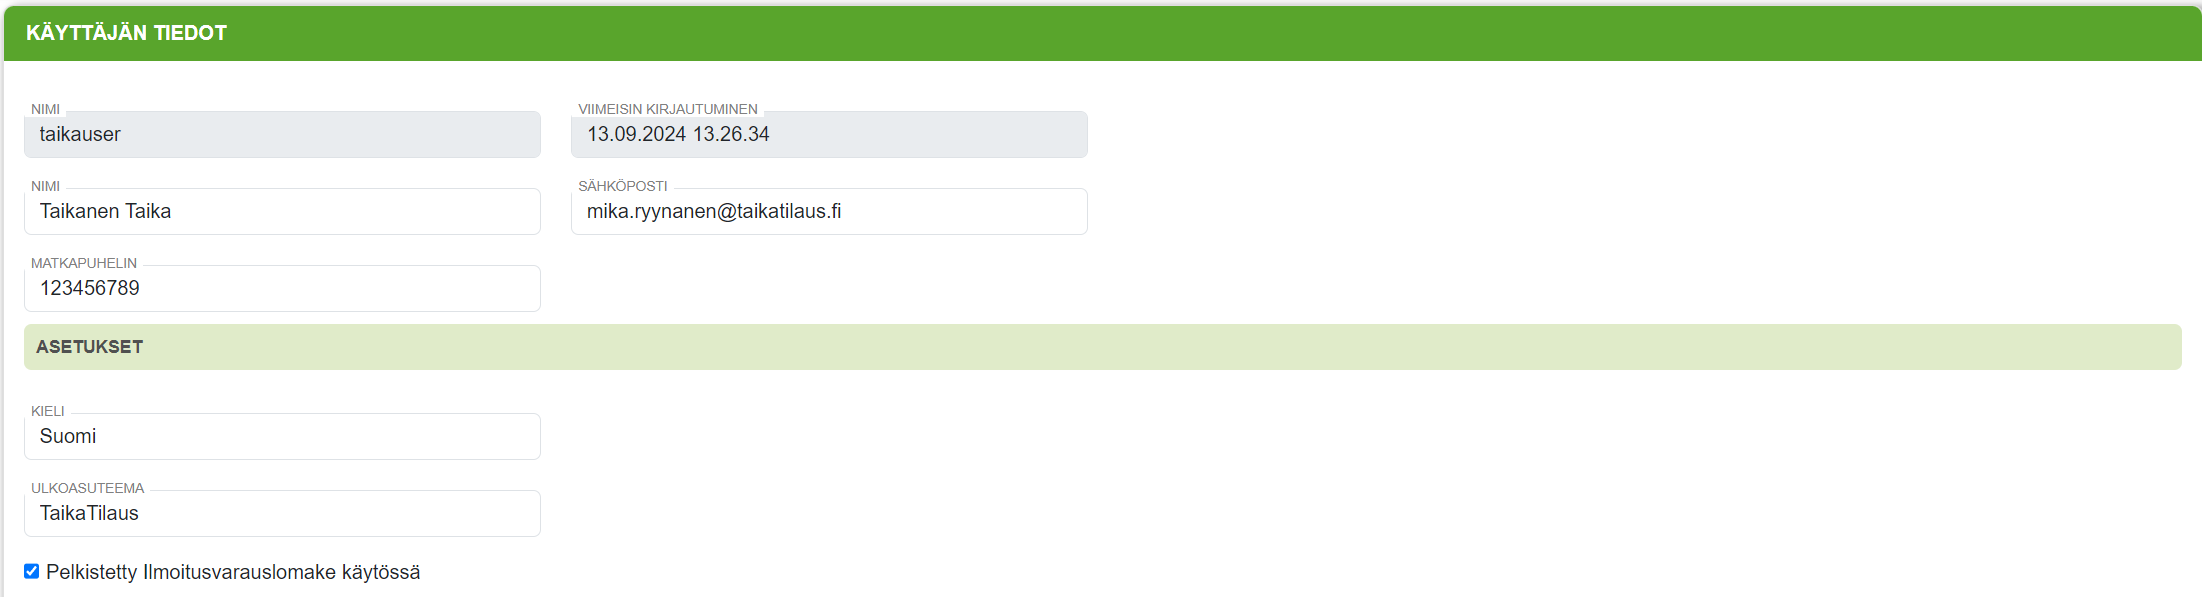 KÄYTTÄJÄN TIEDOT
NIMI
taikauser
VIIMEISIN KIRJAUTUMINEN
13.09.2024 13.26.34
NIMI
Taikanen Taika
SÄHKÖPOSTI
mika.ryynanen@taikatilaus.fi
MATKAPUHELIN
123456789
ASETUKSET
KIELI
Suomi
ULKOASUTEEMA
TaikaTilaus
Pelkistetty Ilmoitusvarauslomake käytössä